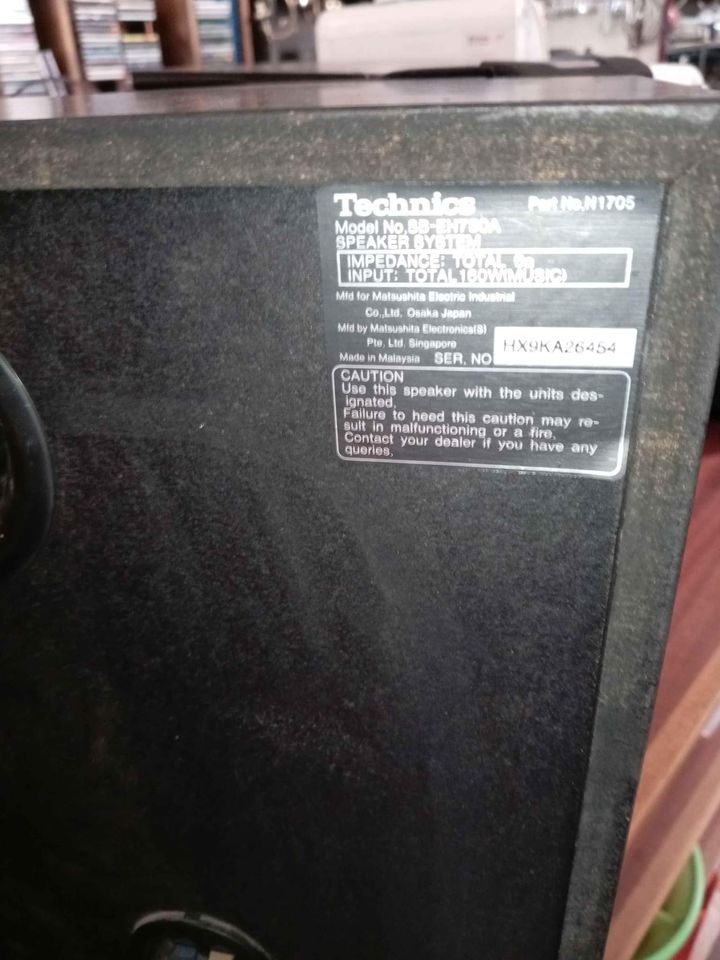 Technics
Part No.N1705
Model No.SB-EH760A
SPEAKER SYSTEM
IMPEDANCE: TOTAL
INPUT: TOTAL 160W(MUSIC)
Mfd for Matsushita Electric Industrial
Co.,Ltd. Osaka Japan
Mfd by Matsushita Electronics(S)
Pte. Ltd. Singapore
Made in Malaysia SER. NO HX9KA26454
CAUTION
Use this speaker with the units des-
ignated.
Failure to heed this caution may re-
sult in malfunctioning or a fire.
Contact your dealer if you have any
queries.